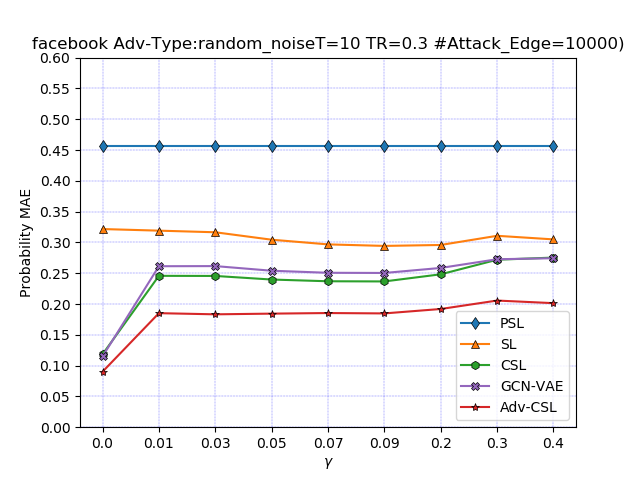 facebook Adv-Type:random_noiseT=10 TR=0.3 #Attack_Edge=10000)
0.60
0.55
0.50
0.45
0.40
0.35
0.30
0.25
0.20
0.15
0.10
0.05
0.00
Probability MAE
PSL
SL
CSL
GCN-VAE
Adv-CSL
0.0 0.01 0.03 0.05 0.07 0.09 0.2 0.3 0.4
γ